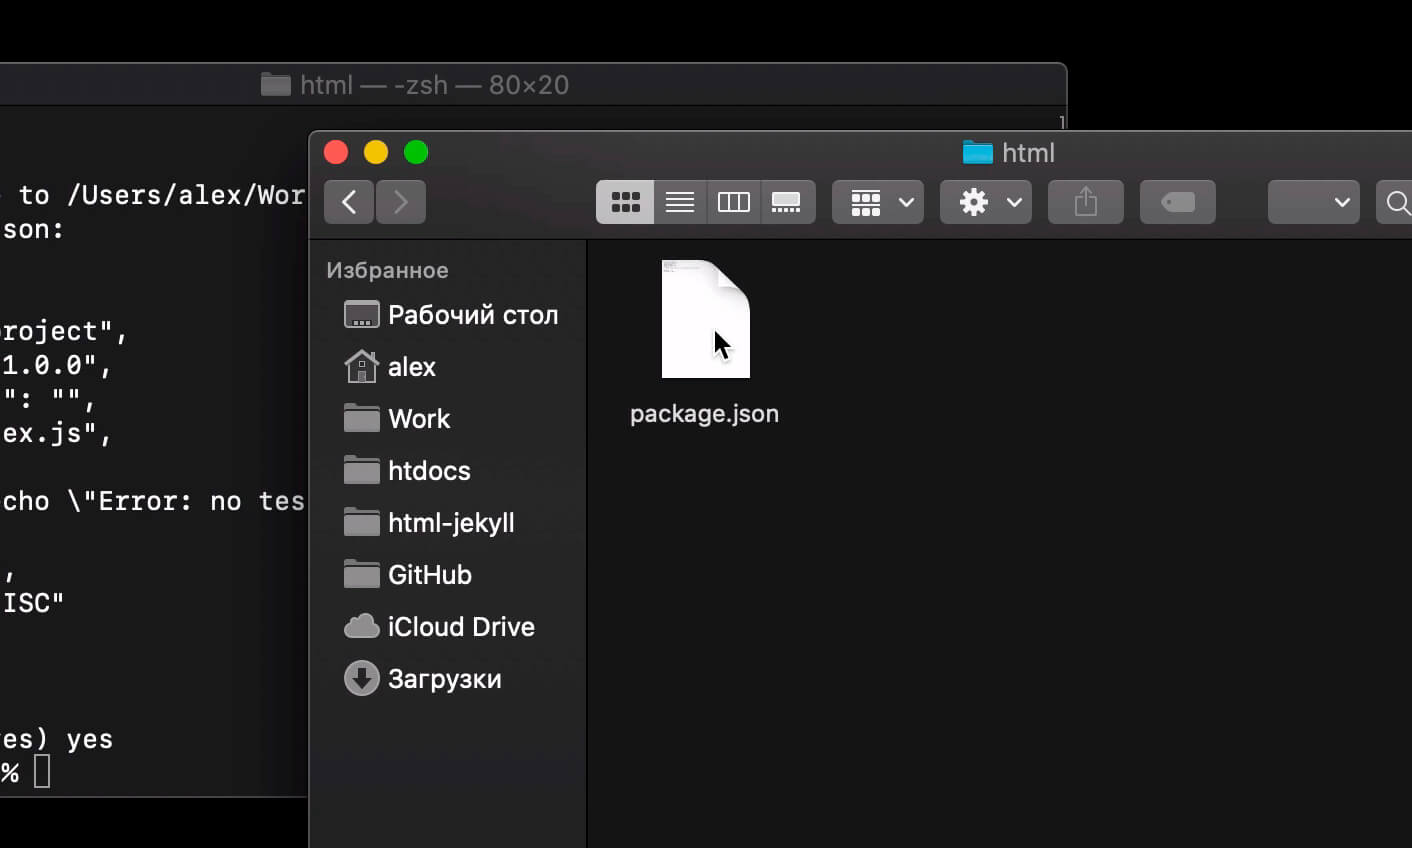 html — -zsh — 80×20
to /Users/alex/Wor
son:
roject",
1.0.0",
": "",
ex.js",
cho \"Error: no tes
,
ISC"
es) yes
%
html
Избранное
Рабочий стол
alex
Work
htdocs
html-jekyll
GitHub
iCloud Drive
Загрузки
package.json